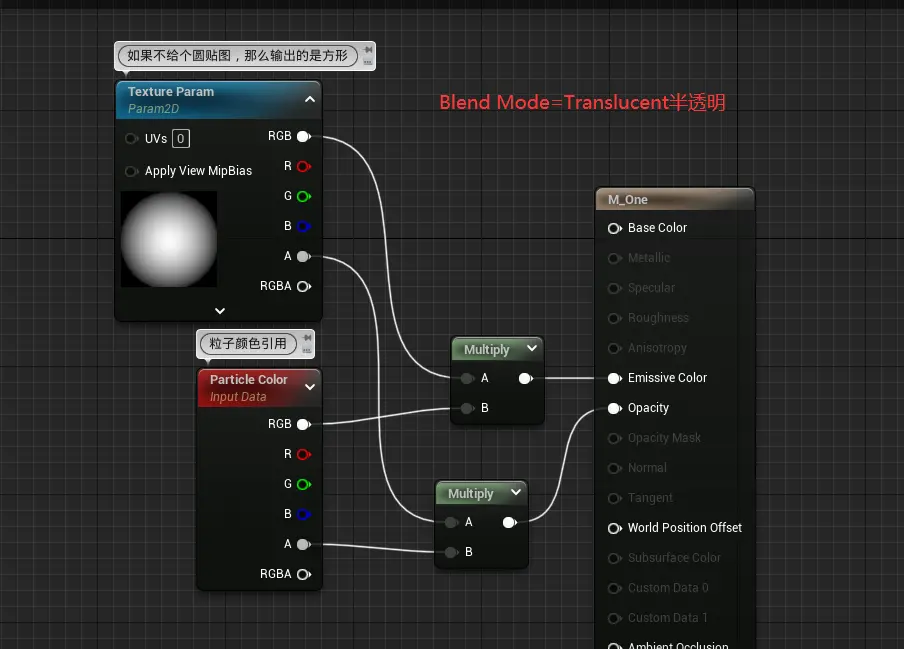 如果不给个圆贴图，那么输出的是方形
Texture Param
Param2D
UVs 0
Apply View MipBias
RGB
R
G
B
A
RGBA
粒子颜色引用
Particle Color
Input Data
RGB
R
G
B
A
RGBA
Blend Mode=Translucent半透明
Multiply
A
B
Multiply
A
B
M_One
Base Color
Metallic
Specular
Roughness
Anisotropy
Emissive Color
Opacity
Opacity Mask
Normal
Tangent
World Position Offset
Subsurface Color
Custom Data 0
Custom Data 1
Ambient Occlusion